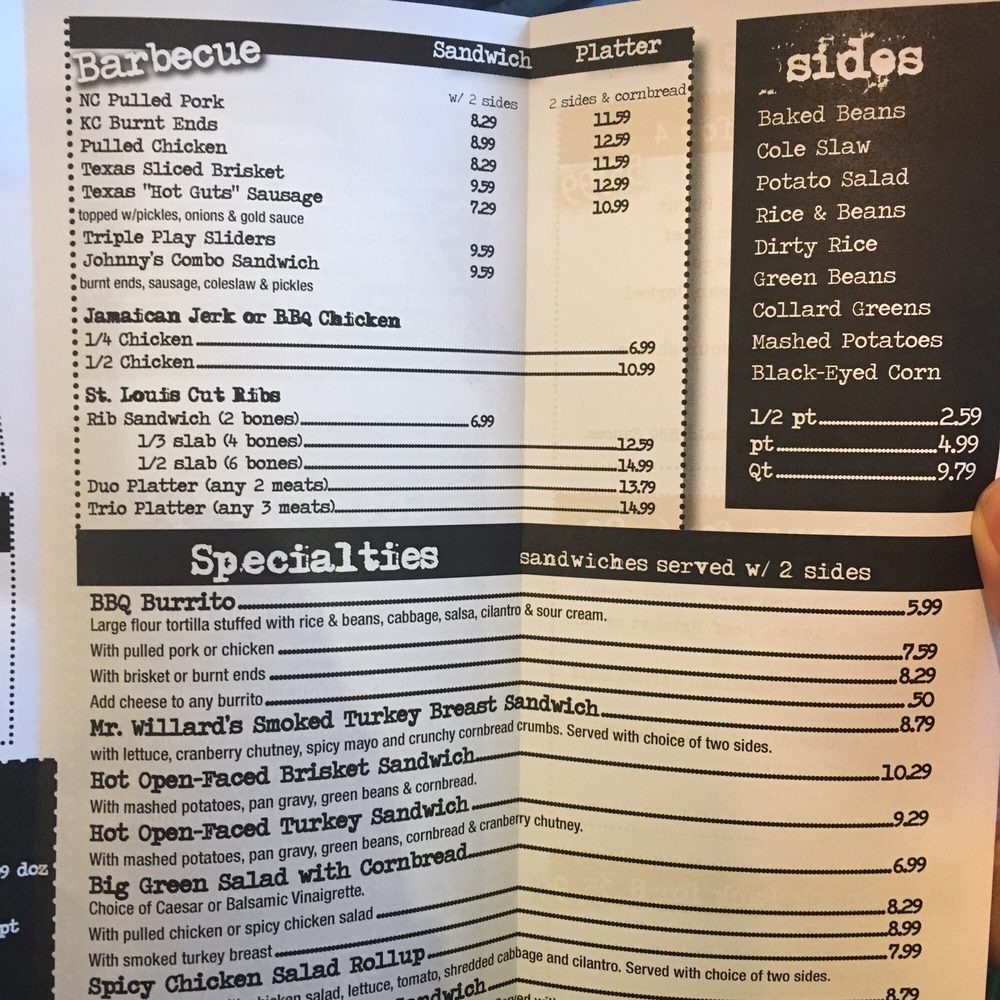 Barbecue Sandwich Platter
w/ 2 sides 2 sides & cornbread
NC Pulled Pork 8.29 11.59
KC Burnt Ends 8.99 12.59
Pulled Chicken 8.29 11.59
Texas Sliced Brisket 9.59 12.99
Texas "Hot Guts" Sausage 7.29 10.99
topped w/pickles, onions & gold sauce
Triple Play Sliders 9.59
Johnny's Combo Sandwich 9.59
burnt ends, sausage, coleslaw & pickles
Jamaican Jerk or BBQ Chicken
1/4 Chicken 6.99
1/2 Chicken 10.99
St. Louis Cut Ribs
Rib Sandwich (2 bones) 6.99
1/3 slab (4 bones) 12.59
1/2 slab (6 bones) 14.99
Duo Platter (any 2 meats) 13.79
Trio Platter (any 3 meats) 14.99
sides
Baked Beans
Cole Slaw
Potato Salad
Rice & Beans
Dirty Rice
Green Beans
Collard Greens
Mashed Potatoes
Black-Eyed Corn
1/2 pt 2.59
pt 4.99
Qt 9.79
Specialties sandwiches served w/ 2 sides
BBQ Burrito 5.99
Large flour tortilla stuffed with rice & beans, cabbage, salsa, cilantro & sour cream.
With pulled pork or chicken 7.59
With brisket or burnt ends 8.29
Add cheese to any burrito .50
Mr. Willard's Smoked Turkey Breast Sandwich 8.79
with lettuce, cranberry chutney, spicy mayo and crunchy cornbread crumbs. Served with choice of two sides.
Hot Open-Faced Brisket Sandwich 10.29
With mashed potatoes, pan gravy, green beans & cornbread.
Hot Open-Faced Turkey Sandwich 9.29
With mashed potatoes, pan gravy, green beans, cornbread & cranberry chutney.
Big Green Salad with Cornbread 6.99
Choice of Caesar or Balsamic Vinaigrette.
With pulled chicken or spicy chicken salad 8.29
With smoked turkey breast 8.99
Spicy Chicken Salad Rollup 7.99
chicken salad, lettuce, tomato, shredded cabbage and cilantro. Served with choice of two sides.
Sandwich 8.79
9 doz
pt